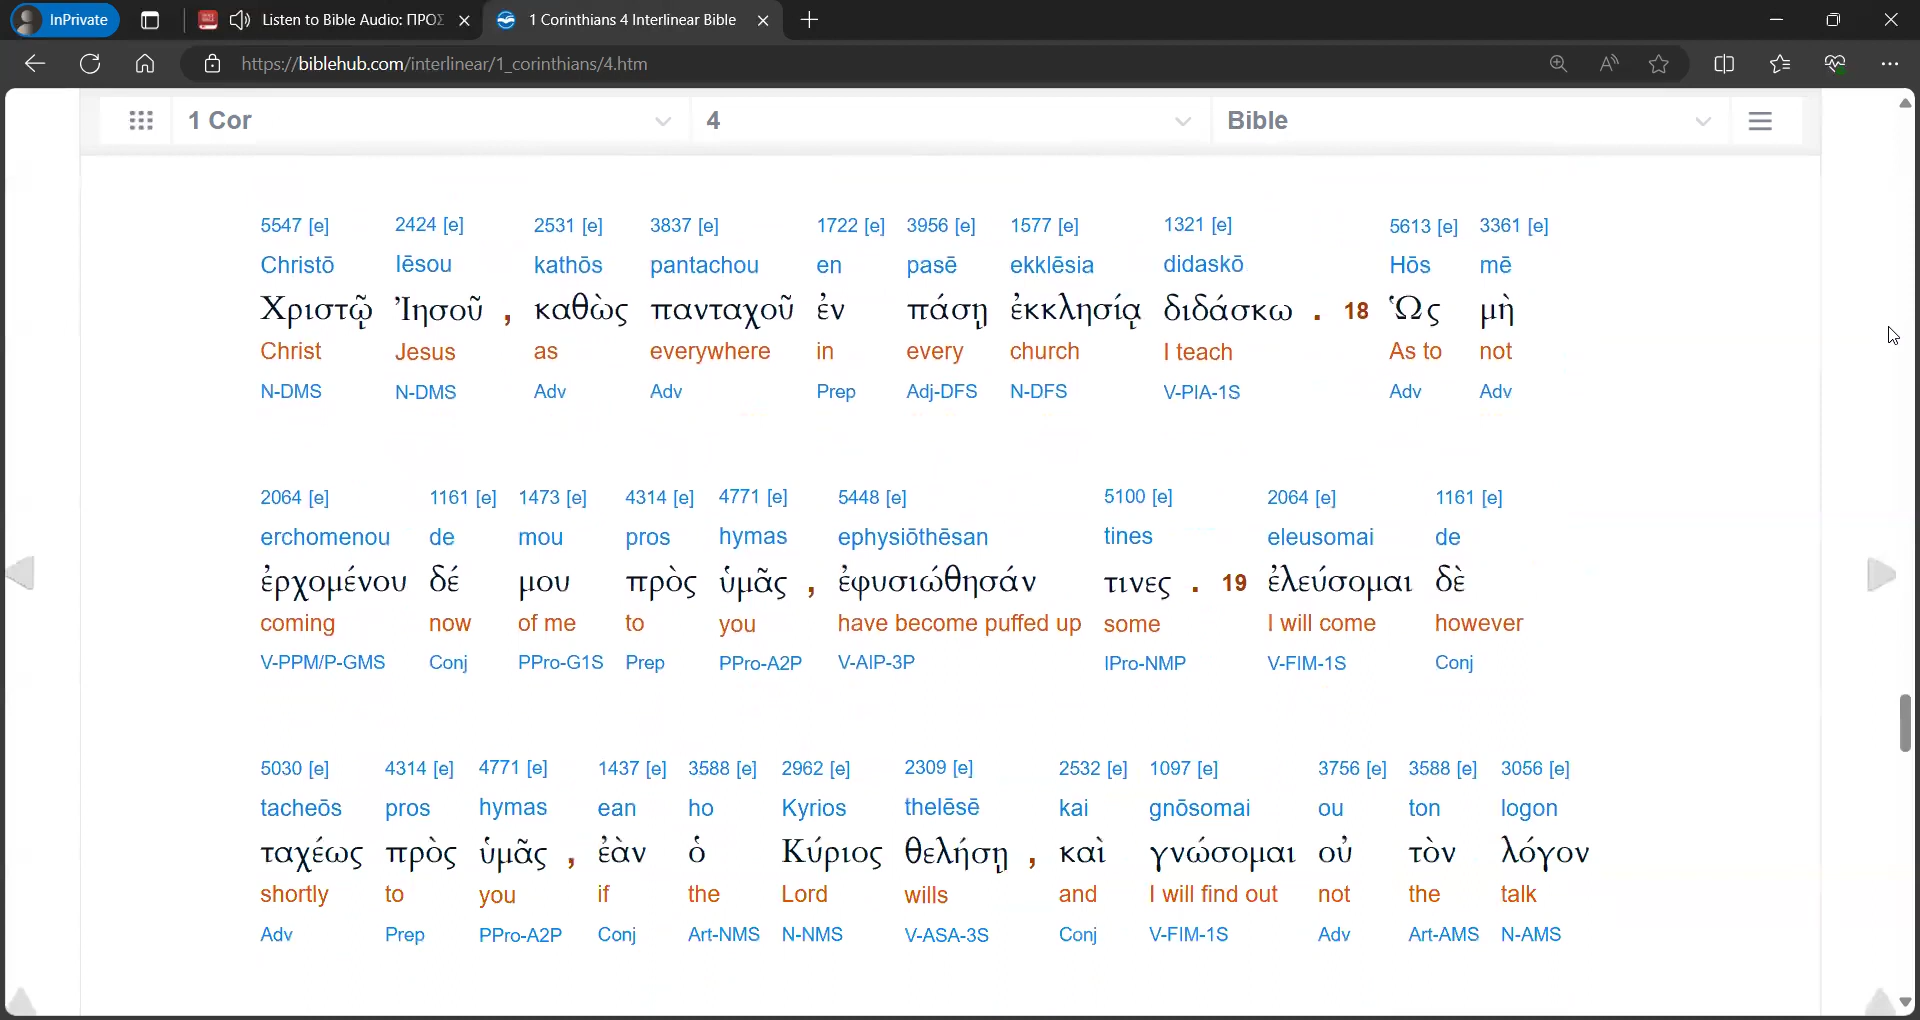 InPrivate Listen to Bible Audio: ΠΡΟΣ 1 Corinthians 4 Interlinear Bible
https://biblehub.com/interlinear/1_corinthians/4.htm
1 Cor 4 Bible
5547 [e] 2424 [e] 2531 [e] 3837 [e] 1722 [e] 3956 [e] 1577 [e] 1321 [e] 5613 [e] 3361 [e]
Christō Iēsou kathōs pantachou en pasē ekklēsia didaskō Hōs mē
Χριστῷ Ἰησοῦ , καθὼς πανταχοῦ ἐν πάσῃ ἐκκλησίᾳ διδάσκω . 18 Ὡς μὴ
Christ Jesus as everywhere in every church I teach As to not
N-DMS N-DMS Adv Adv Prep Adj-DFS N-DFS V-PIA-1S Adv Adv
2064 [e] 1161 [e] 1473 [e] 4314 [e] 4771 [e] 5448 [e] 5100 [e] 2064 [e] 1161 [e]
erchomenou de mou pros hymas ephysiōthēsan tines eleusomai de
ἐρχομένου δέ μου πρὸς ὑμᾶς , ἐφυσιώθησάν τινες . 19 ἐλεύσομαι δὲ
coming now of me to you have become puffed up some I will come however
V-PPM/P-GMS Conj PPro-G1S Prep PPro-A2P V-AIP-3P IPro-NMP V-FIM-1S Conj
5030 [e] 4314 [e] 4771 [e] 1437 [e] 3588 [e] 2962 [e] 2309 [e] 2532 [e] 1097 [e] 3756 [e] 3588 [e] 3056 [e]
tacheōs pros hymas ean ho Kyrios thelēsē kai gnōsomai ou ton logon
ταχέως πρὸς ὑμᾶς , ἐὰν ὁ Κύριος θελήσῃ , καὶ γνώσομαι οὐ τὸν λόγον
shortly to you if the Lord wills and I will find out not the talk
Adv Prep PPro-A2P Conj Art-NMS N-NMS V-ASA-3S Conj V-FIM-1S Adv Art-AMS N-AMS